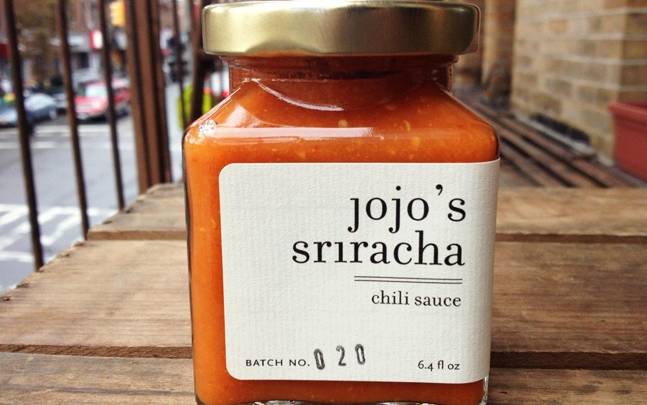 jojo's
sriracha
chili sauce
BATCH NO. 020
6.4 fl oz